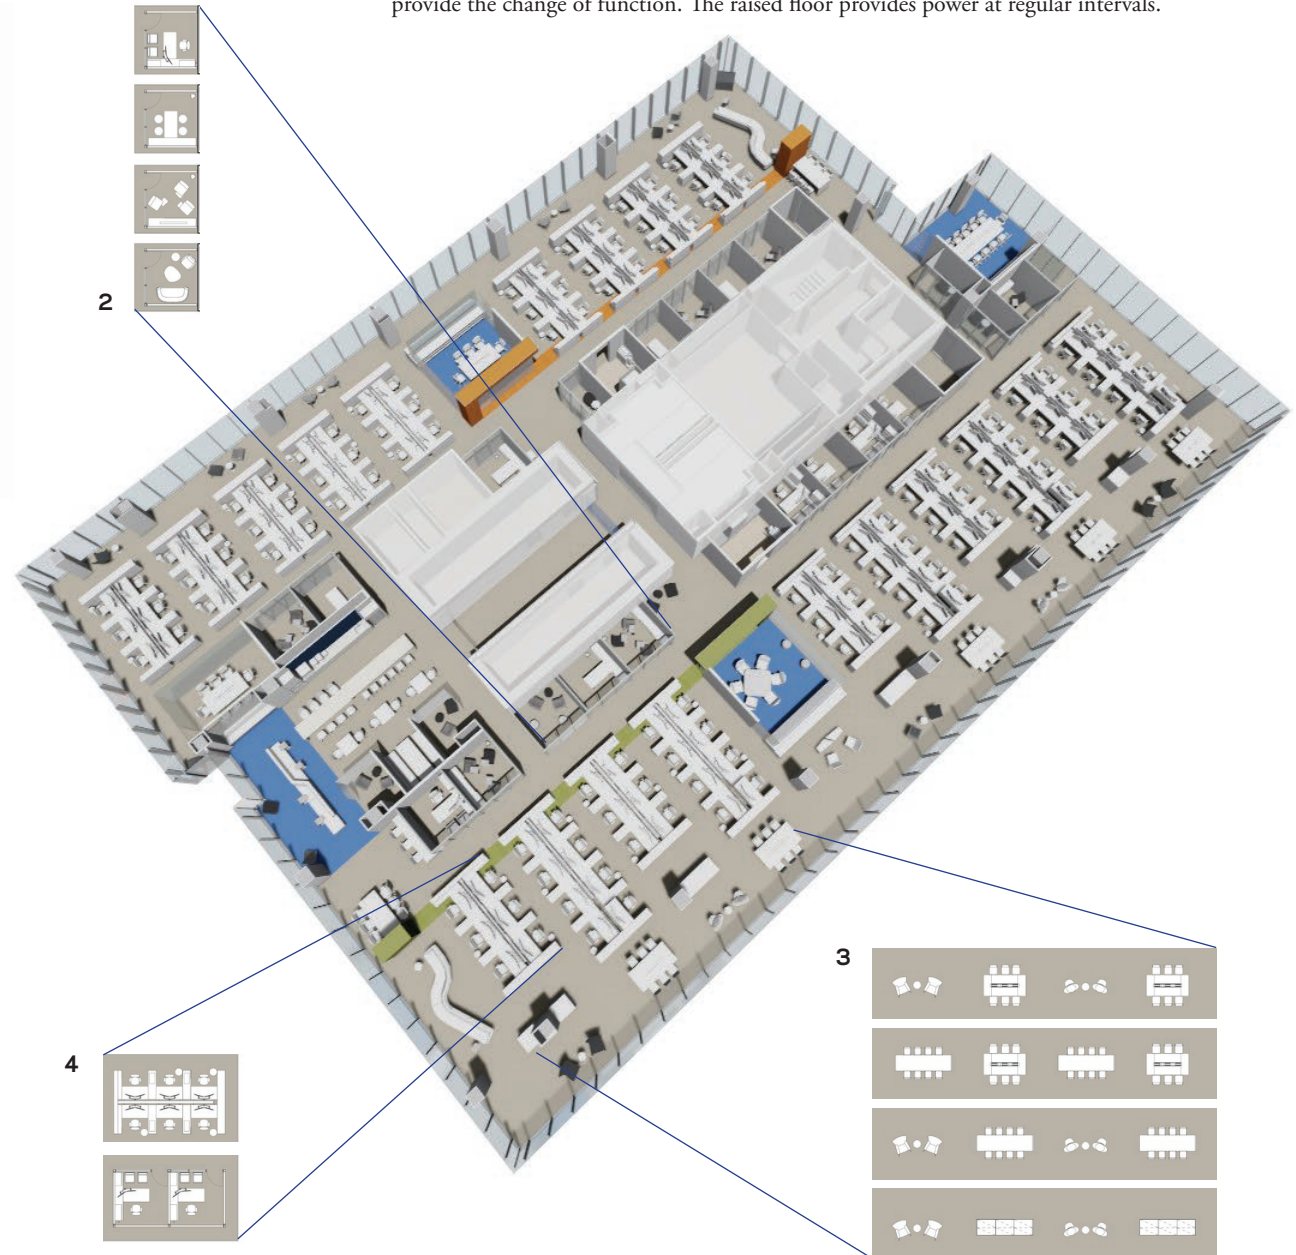 provide the change of function. The raised floor provides power at regular intervals.
2
3
4